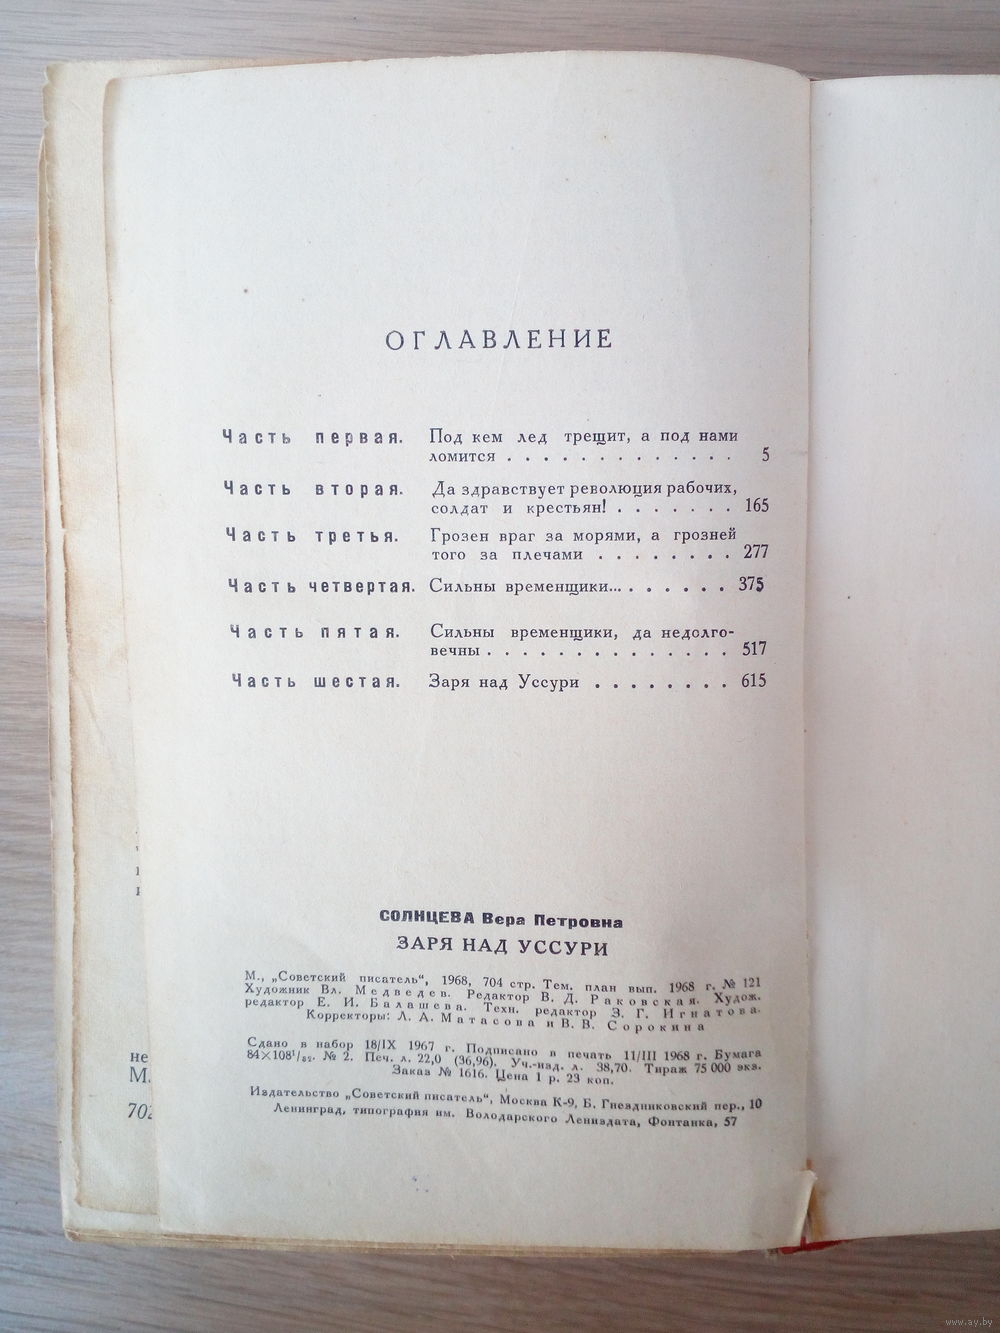 ОГЛАВЛЕНИЕ
Часть первая. Под кем лед трещит, а под нами
ломится . . . . . . . . . . . . . 5
Часть вторая. Да здравствует революция рабочих,
солдат и крестьян! . . . . . . . 165
Часть третья. Грозен враг за морями, а грозней
того за плечами . . . . . . . . 277
Часть четвертая. Сильны временщики... . . . . . . 375
Часть пятая. Сильны временщики, да недолго-
вечны . . . . . . . . . . . . . . 517
Часть шестая. Заря над Уссури . . . . . . . . 615
СОЛНЦЕВА Вера Петровна
ЗАРЯ НАД УССУРИ
М., „Советский писатель“, 1968, 704 стр. Тем. план вып. 1968 г. № 121
Художник Вл. Медведев. Редактор В. Д. Раковская. Худож.
редактор Е. И. Балашева. Техн. редактор З. Г. Игнатова.
Корректоры: Л. А. Матасова и В. В. Сорокина
Сдано в набор 18/IX 1967 г. Подписано в печать 11/III 1968 г. Бумага
84×108¹/₃₂. № 2. Печ. л. 22,0 (36,96). Уч.-изд. л. 38,70. Тираж 75 000 экз.
Заказ № 1616. Цена 1 р. 23 коп.
Издательство „Советский писатель“, Москва К-9, Б. Гнездниковский пер., 10
Ленинград, типография им. Володарского Лениздата, Фонтанка, 57
не
М.
702
www.ay.by